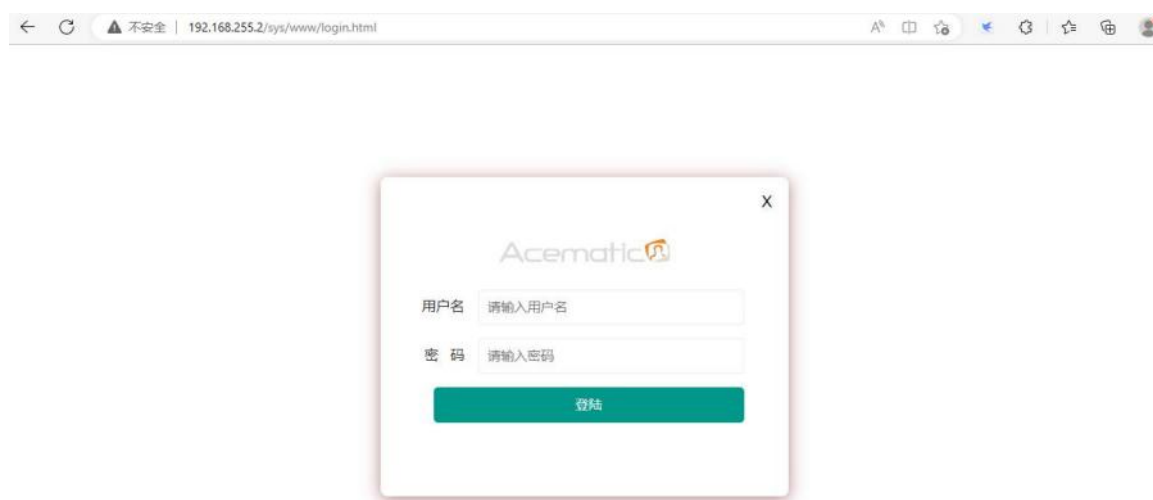 不安全 | 192.168.255.2/sys/www/login.html
X
Acematic
用户名 请输入用户名
密 码 请输入密码
登陆